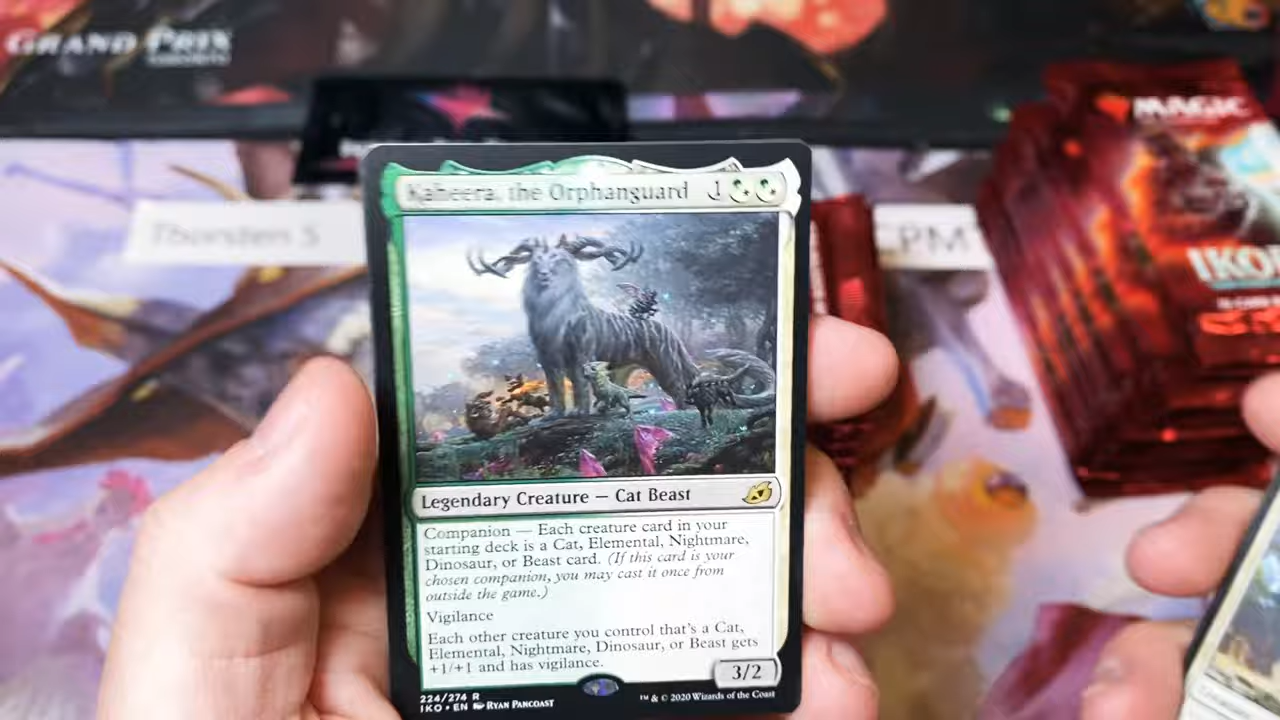 GRAND PRIX
MAGIC
Thorsten S
CPM
IKO
Kaheera, the Orphanguard 1
Legendary Creature — Cat Beast
Companion — Each creature card in your
starting deck is a Cat, Elemental, Nightmare,
Dinosaur, or Beast card. (If this card is your
chosen companion, you may cast it once from
outside the game.)
Vigilance
Each other creature you control that's a Cat,
Elemental, Nightmare, Dinosaur, or Beast gets
+1/+1 and has vigilance.
3/2
224/274 R
IKO • EN RYAN PANCOAST
™ & © 2020 Wizards of the Coast